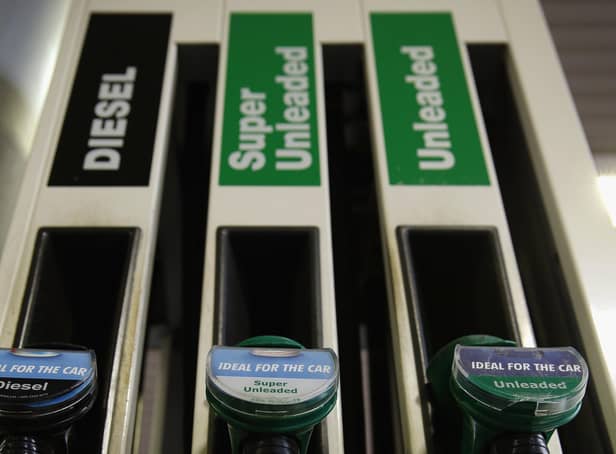 DIESEL
Super
Unleaded
Unleaded
AL FOR THE CAR
Diesel
IDEAL FOR THE CAR
Super
Unleaded
IDEAL FOR THE CAR
Unleaded